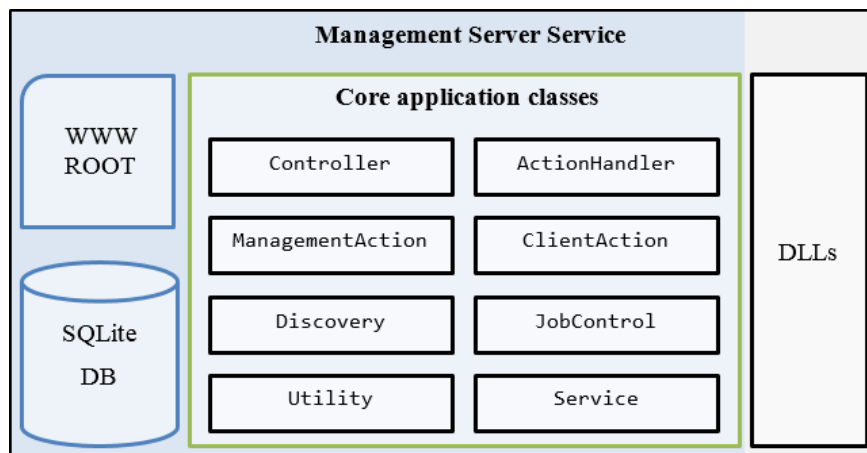 Management Server Service
WWW
ROOT
SQLite
DB
Core application classes
Controller
ActionHandler
ManagementAction
ClientAction
Discovery
JobControl
Utility
Service
DLLs